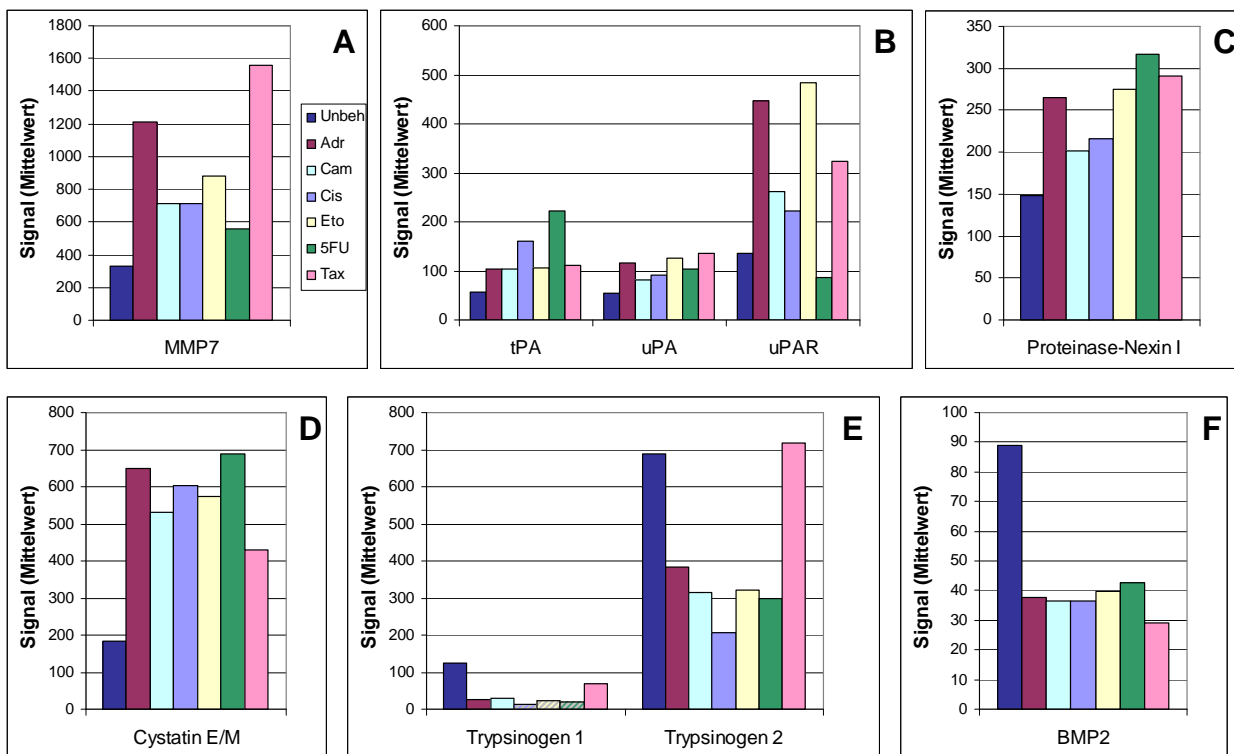 A
Signal (Mittelwert)
1800
1600
1400
1200
1000
800
600
400
200
0
MMP7
Unbeh
Adr
Cam
Cis
Eto
5FU
Tax
B
Signal (Mittelwert)
600
500
400
300
200
100
0
tPA uPA uPAR
C
Signal (Mittelwert)
350
300
250
200
150
100
50
0
Proteinase-Nexin I
D
Signal (Mittelwert)
800
700
600
500
400
300
200
100
0
Cystatin E/M
E
Signal (Mittelwert)
800
700
600
500
400
300
200
100
0
Trypsinogen 1 Trypsinogen 2
F
Signal (Mittelwert)
100
90
80
70
60
50
40
30
20
10
0
BMP2